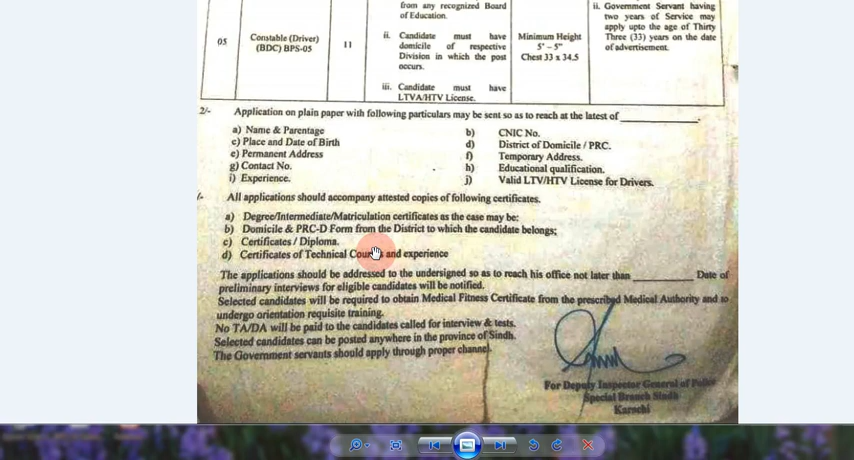 from any recognized Board
of Education.
ii. Government Servant having
two years of Service may
apply upto the age of Thirty
Three (33) years on the date
of advertisement.
05
Constable (Driver)
(BDC) BPS-05
11
ii. Candidate must have
domicile of respective
Division in which the post
occurs.
Minimum Height
5' – 5"
Chest 33 x 34.5
iii. Candidate must have
LTVA/HTV License.
2/- Application on plain paper with following particulars may be sent so as to reach at the latest of ____________.
a) Name & Parentage b) CNIC No.
c) Place and Date of Birth d) District of Domicile / PRC.
e) Permanent Address f) Temporary Address.
g) Contact No. h) Educational qualification.
i) Experience. j) Valid LTV/HTV License for Drivers.
/- All applications should accompany attested copies of following certificates.
a) Degree/Intermediate/Matriculation certificates as the case may be:
b) Domicile & PRC-D Form from the District to which the candidate belongs;
c) Certificates / Diploma.
d) Certificates of Technical and experience
The applications should be addressed to the undersigned so as to reach his office not later than __________ Date of
preliminary interviews for eligible candidates will be notified.
Selected candidates will be required to obtain Medical Fitness Certificate from the prescribed Medical Authority and to
undergo orientation requisite training.
No TA/DA will be paid to the candidates called for interview & tests.
Selected candidates can be posted anywhere in the province of Sindh.
The Government servants should apply through proper channel.
For Deputy Inspector General of Police
Special Branch Sindh
Karachi